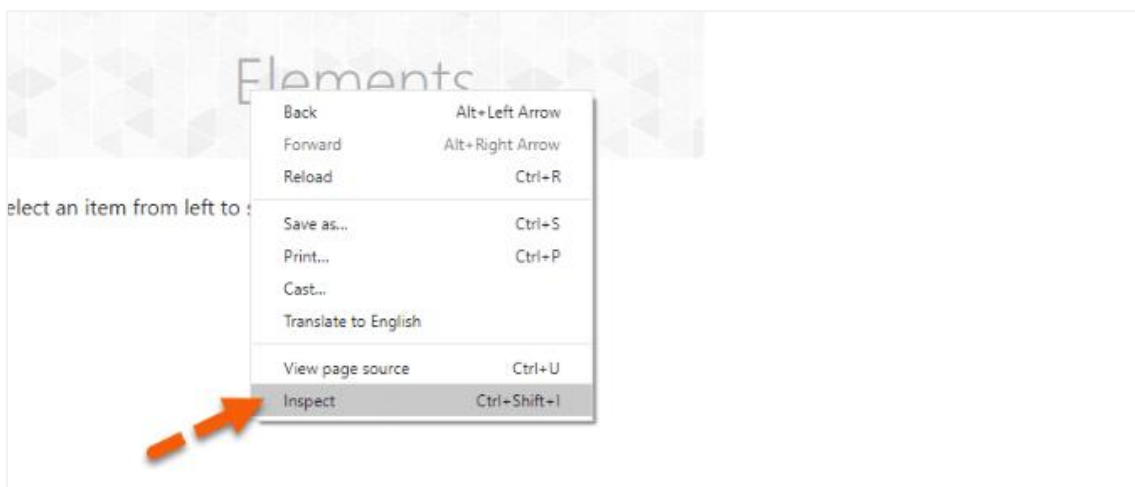 Elements
Back Alt+Left Arrow
Forward Alt+Right Arrow
Reload Ctrl+R
elect an item from left to
Save as... Ctrl+S
Print... Ctrl+P
Cast...
Translate to English
View page source Ctrl+U
Inspect Ctrl+Shift+I